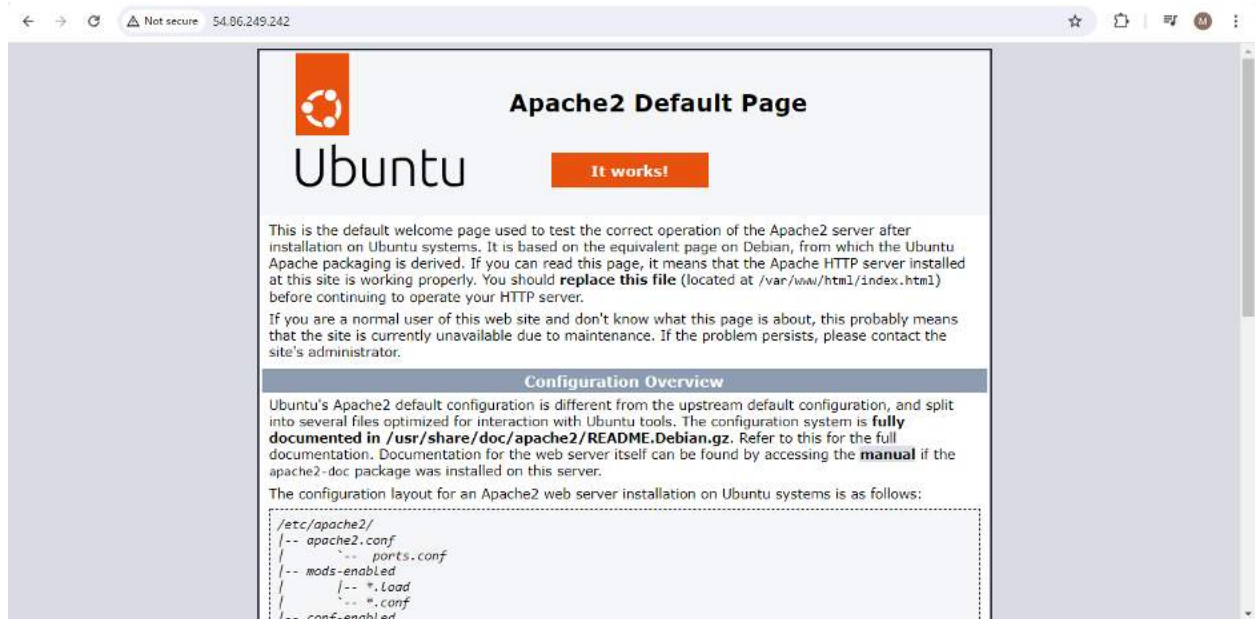 Not secure 54.86.249.242
M
Apache2 Default Page
Ubuntu
It works!
This is the default welcome page used to test the correct operation of the Apache2 server after
installation on Ubuntu systems. It is based on the equivalent page on Debian, from which the Ubuntu
Apache packaging is derived. If you can read this page, it means that the Apache HTTP server installed
at this site is working properly. You should replace this file (located at /var/www/html/index.html)
before continuing to operate your HTTP server.
If you are a normal user of this web site and don't know what this page is about, this probably means
that the site is currently unavailable due to maintenance. If the problem persists, please contact the
site's administrator.
Configuration Overview
Ubuntu's Apache2 default configuration is different from the upstream default configuration, and split
into several files optimized for interaction with Ubuntu tools. The configuration system is fully
documented in /usr/share/doc/apache2/README.Debian.gz. Refer to this for the full
documentation. Documentation for the web server itself can be found by accessing the manual if the
apache2-doc package was installed on this server.
The configuration layout for an Apache2 web server installation on Ubuntu systems is as follows:
/etc/apache2/
|-- apache2.conf
|       `--  ports.conf
|-- mods-enabled
|       |-- *.load
|       `-- *.conf
|-- conf-enabled